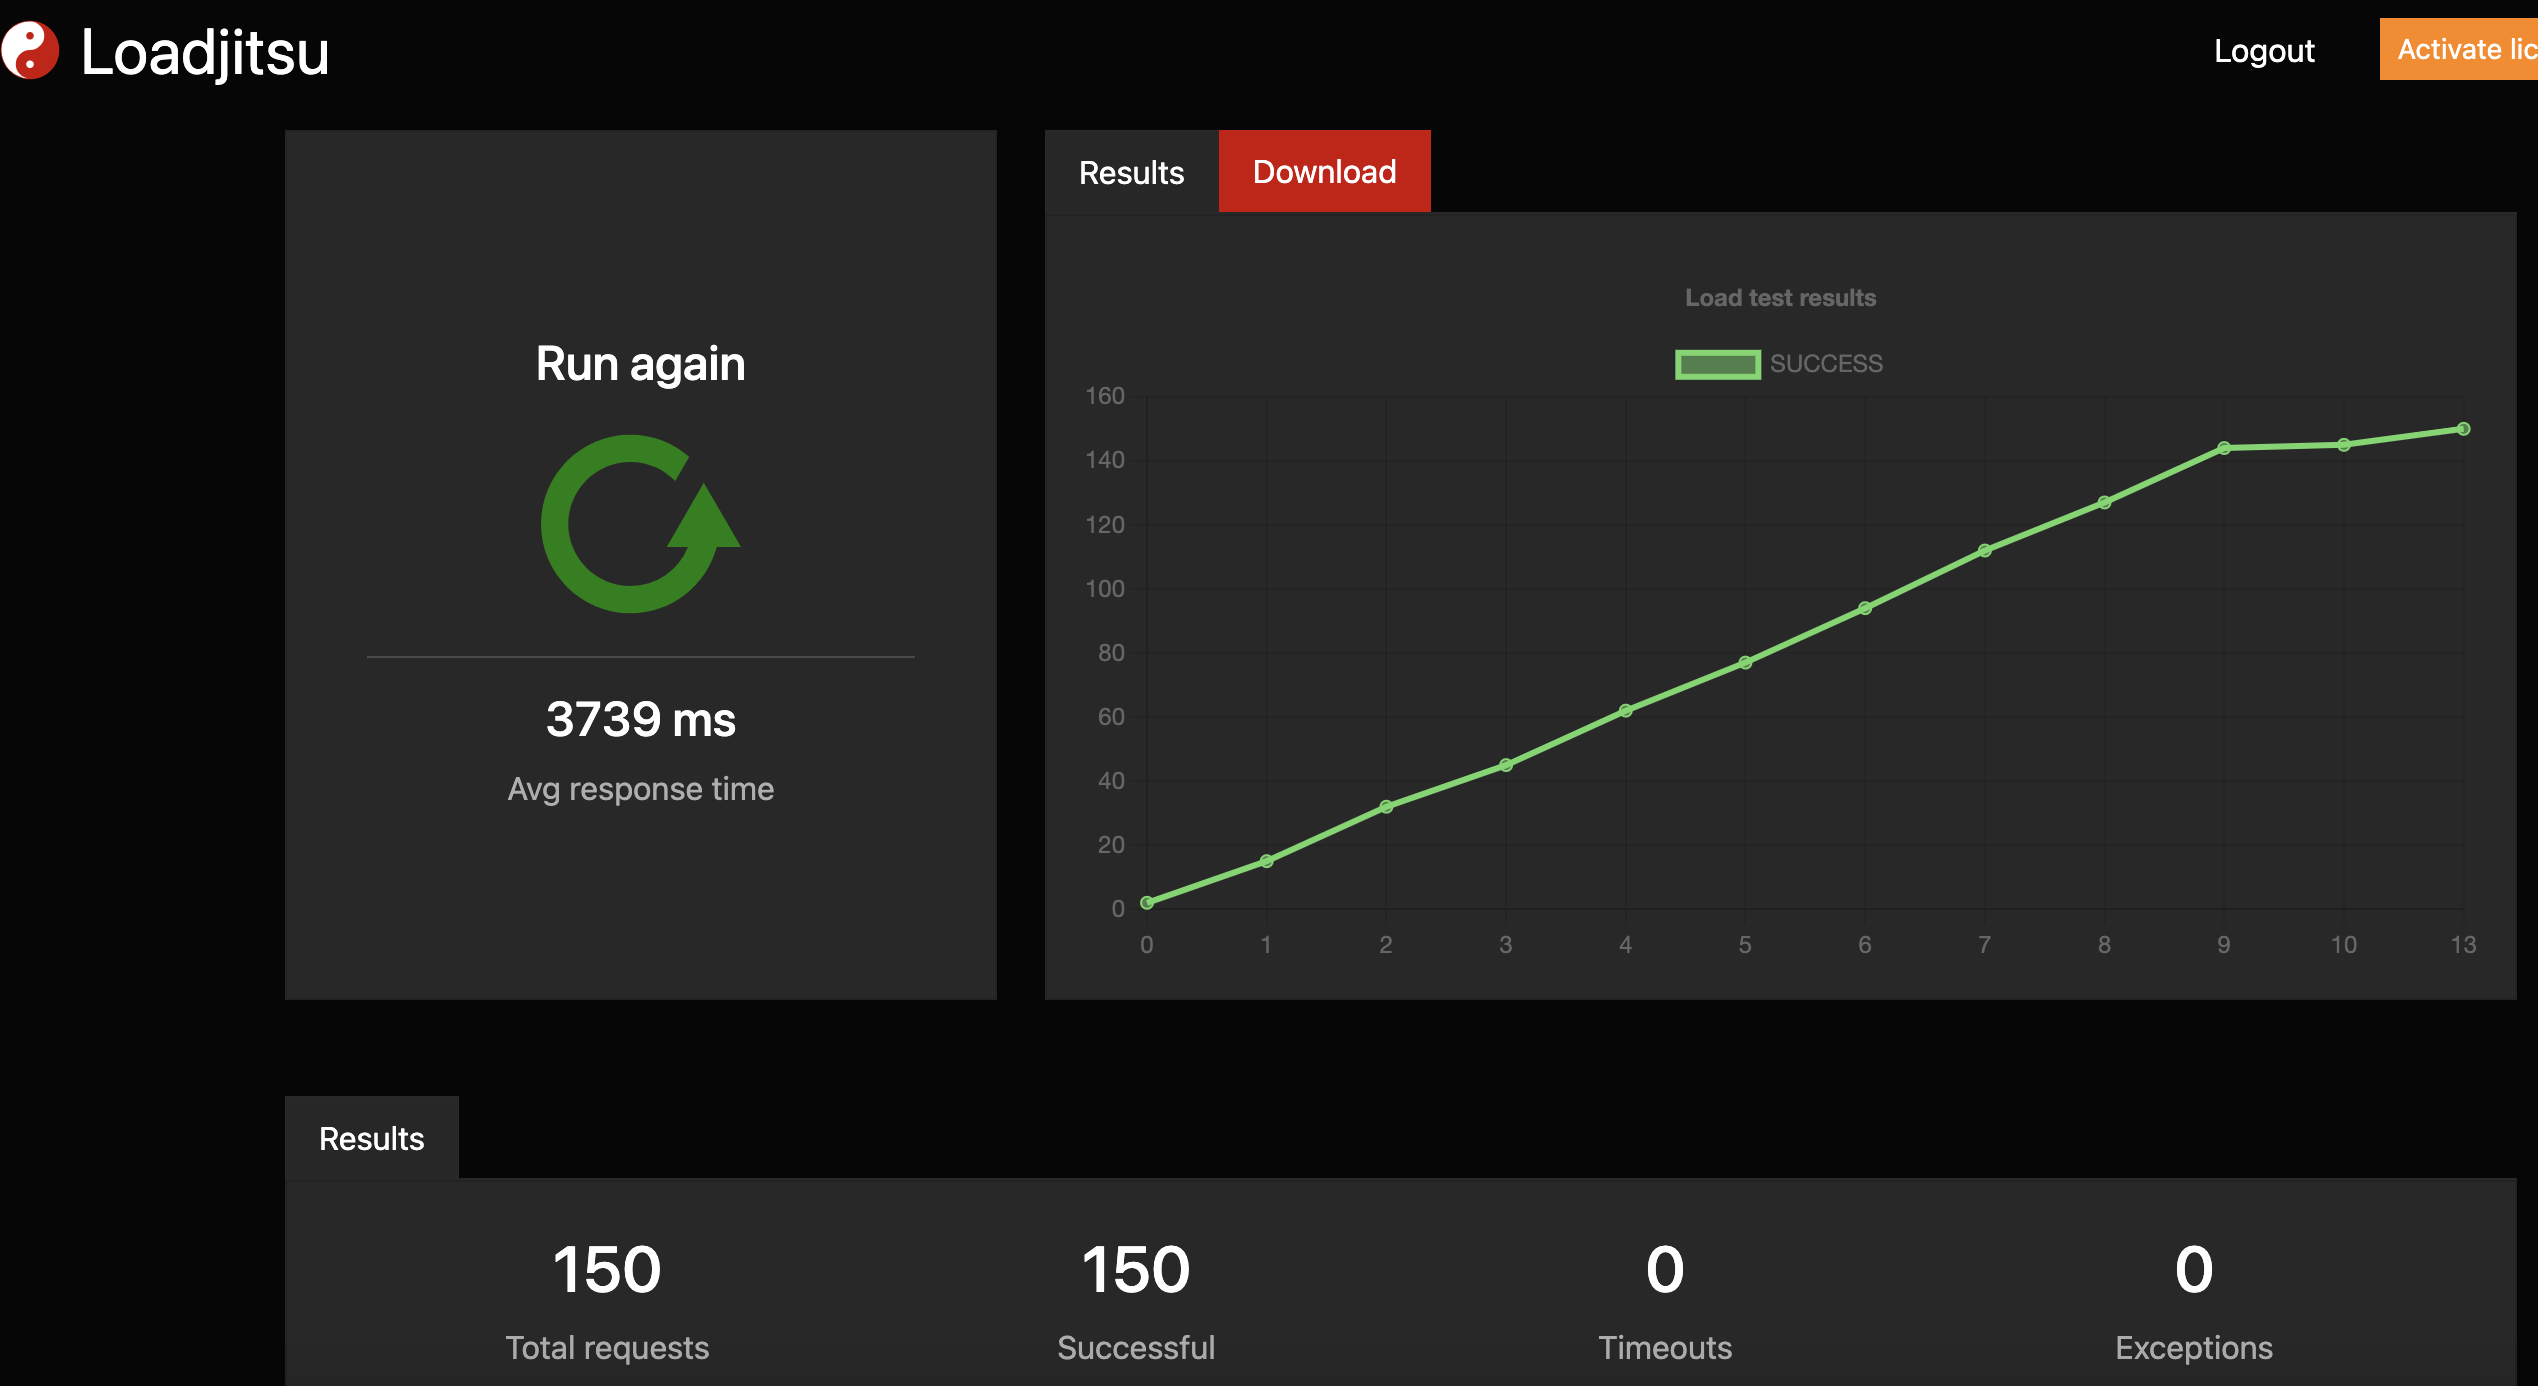 Loadjitsu
Logout
Activate lic
Run again
3739 ms
Avg response time
Results
Download
Load test results
SUCCESS
160
140
120
100
80
60
40
20
0
0 1 2 3 4 5 6 7 8 9 10 13
Results
150
Total requests
150
Successful
0
Timeouts
0
Exceptions